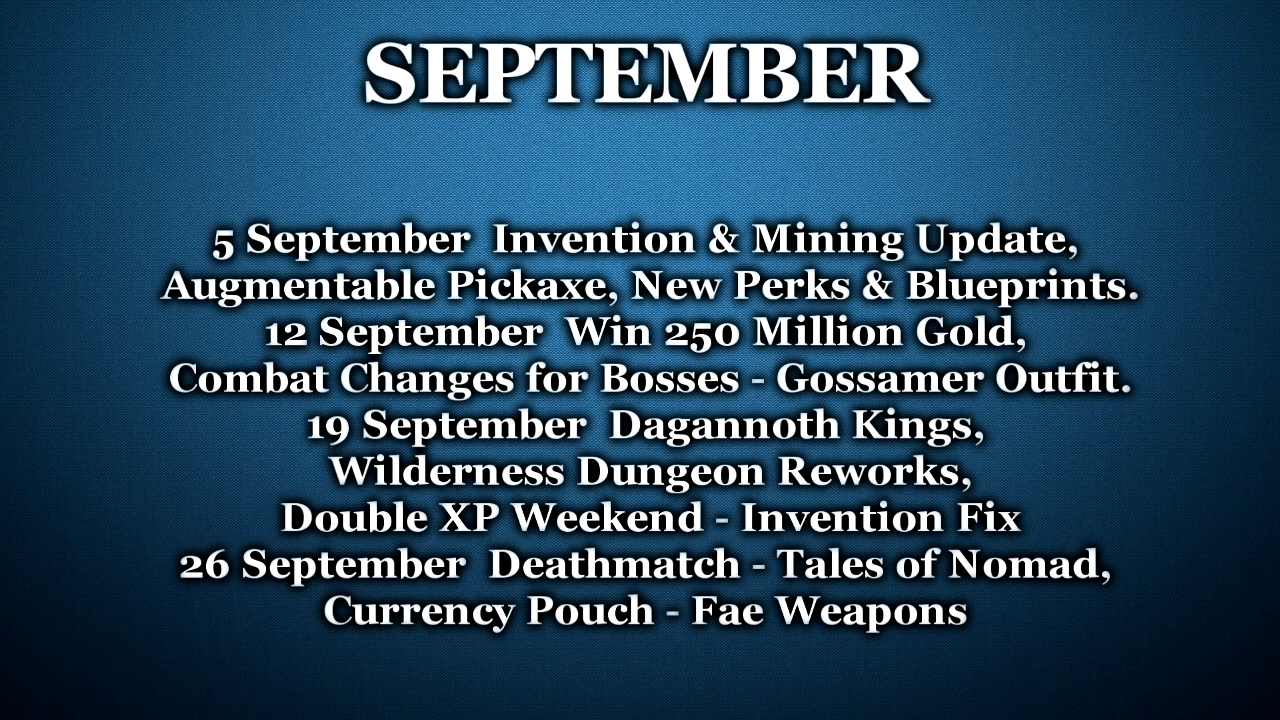 SEPTEMBER
5 September  Invention & Mining Update,
Augmentable Pickaxe, New Perks & Blueprints.
12 September  Win 250 Million Gold,
Combat Changes for Bosses - Gossamer Outfit.
19 September  Dagannoth Kings,
Wilderness Dungeon Reworks,
Double XP Weekend - Invention Fix
26 September  Deathmatch - Tales of Nomad,
Currency Pouch - Fae Weapons